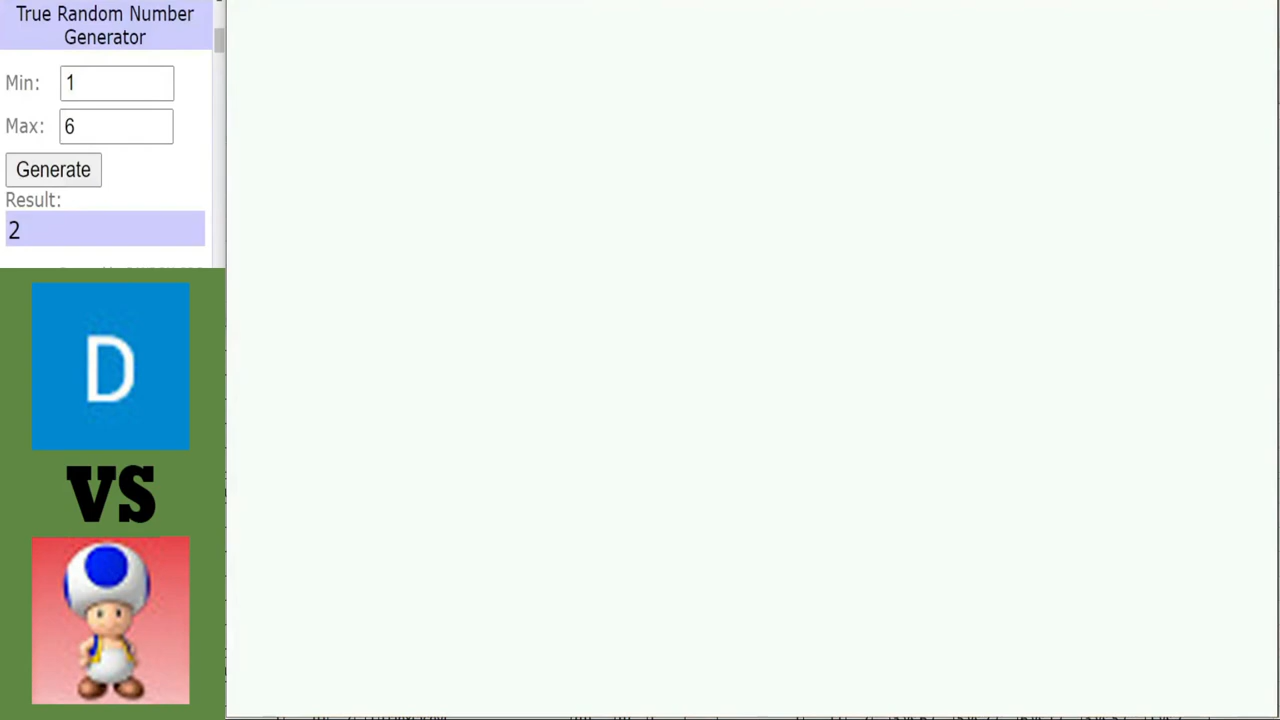 True Random Number
Generator
Min: 1
Max: 6
Generate
Result:
2
D
VS